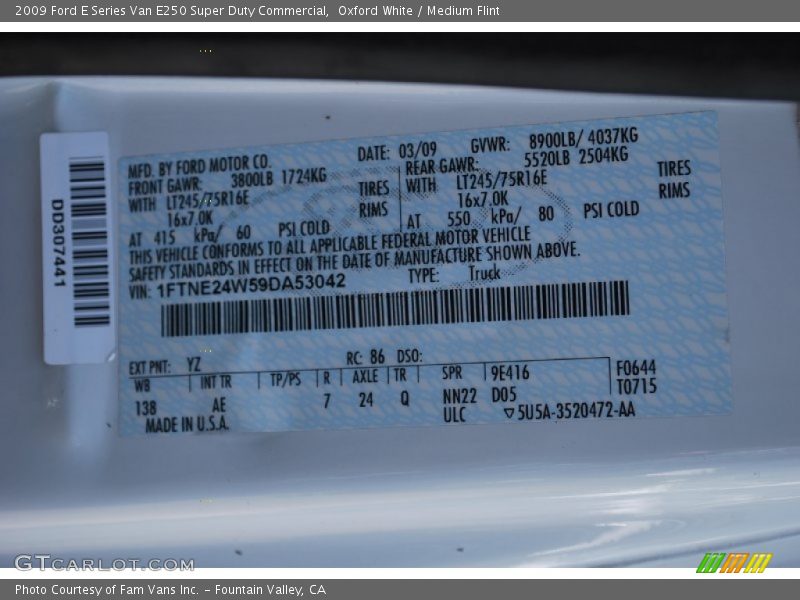 2009 Ford E Series Van E250 Super Duty Commercial, Oxford White / Medium Flint
DD307441
MFD. BY FORD MOTOR CO.
DATE: 03/09 GVWR: 8900LB/ 4037KG
FRONT GAWR: 3800LB 1724KG
REAR GAWR: 5520LB 2504KG
WITH LT245/75R16E TIRES
WITH LT245/75R16E TIRES
16x7.0K RIMS
16x7.0K RIMS
AT 415 kPa/ 60 PSI COLD
AT 550 kPa/ 80 PSI COLD
THIS VEHICLE CONFORMS TO ALL APPLICABLE FEDERAL MOTOR VEHICLE
SAFETY STANDARDS IN EFFECT ON THE DATE OF MANUFACTURE SHOWN ABOVE.
VIN: 1FTNE24W59DA53042 TYPE: Truck
EXT PNT: YZ RC: 86 DSO:
WB INT TR TP/PS R AXLE TR SPR 9E416 F0644
138 AE 7 24 Q NN22 D05 T0715
MADE IN U.S.A. ULC ▽5U5A-3520472-AA
GTCARLOT.COM
Photo Courtesy of Fam Vans Inc. - Fountain Valley, CA